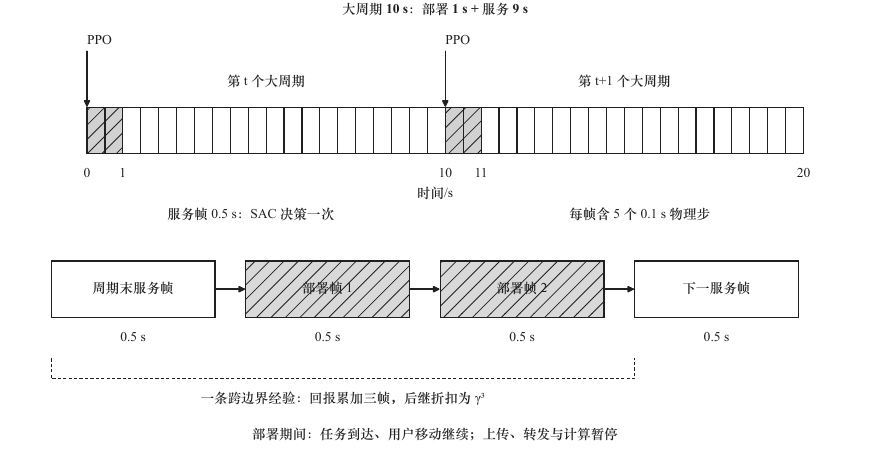 大周期 10 s：部署 1 s + 服务 9 s
PPO PPO
第 t 个大周期 第 t+1 个大周期
0 1 10 11 20
时间/s
服务帧 0.5 s：SAC 决策一次 每帧含 5 个 0.1 s 物理步
周期末服务帧 部署帧 1 部署帧 2 下一服务帧
0.5 s 0.5 s 0.5 s 0.5 s
一条跨边界经验：回报累加三帧，后继折扣为 γ³
部署期间：任务到达、用户移动继续；上传、转发与计算暂停